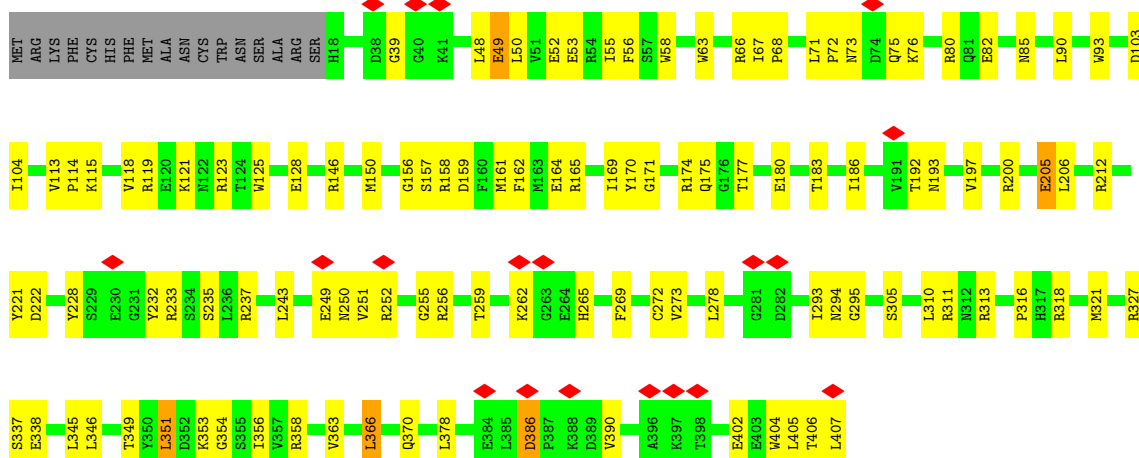 MET ARG LYS PHE CYS HIS PHE MET ALA ASN CYS TRP ASN SER ALA ARG SER H18 D38 G39 G40 K41 L48 E49 L50 V51 E52 E53 R54 I55 F56 S57 W58 W63 R66 I67 P68 L71 P72 N73 D74 Q75 K76 R80 Q81 E82 N85 L90 W93 D103
I104 V113 P114 K115 V118 R119 E120 K121 N122 R123 T124 W125 E128 R146 M150 G156 S157 R158 D159 F160 M161 F162 M163 E164 R165 I169 Y170 G171 R174 Q175 G176 T177 E180 T183 I186 V191 T192 N193 V197 R200 E205 L206 R212
Y221 D222 Y228 S229 E230 G231 Y232 R233 S234 S235 L236 R237 L243 E249 N250 V251 R252 G255 R256 T259 K262 G263 E264 H265 F269 C272 V273 L278 G281 D282 I293 N294 G295 S305 L310 R311 N312 R313 P316 H317 R318 M321 R327
S337 E338 L345 L346 T349 Y350 L351 D352 K353 G354 S355 I356 V357 R358 V363 L366 Q370 L378 E384 L385 D386 P387 K388 D389 V390 A396 K397 T398 E402 E403 W404 L405 T406 L407